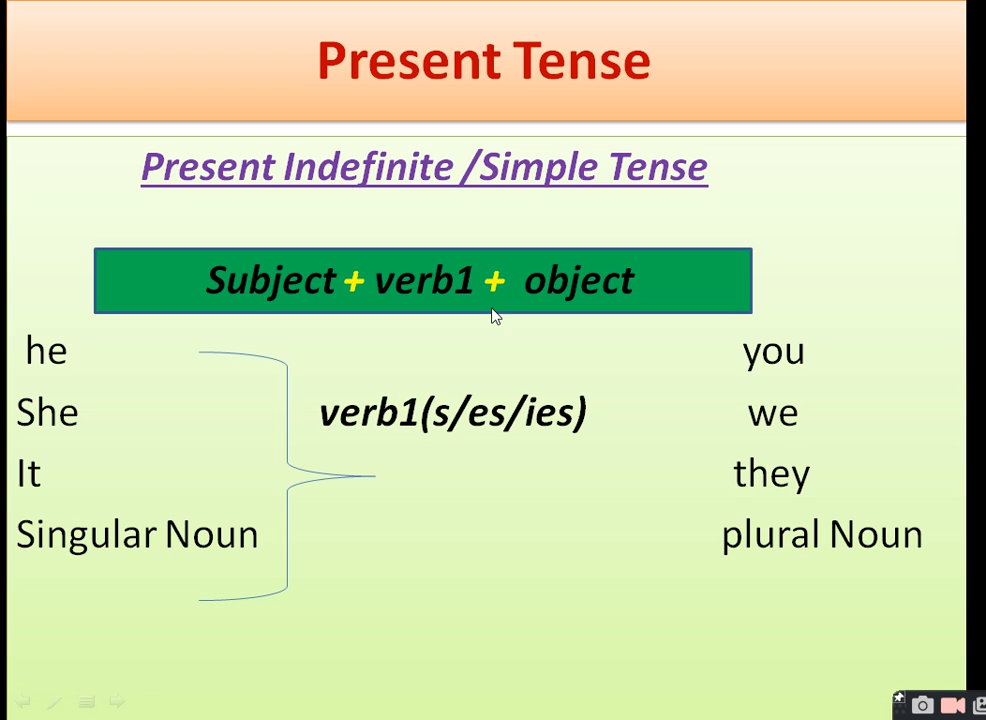 Present Tense
Present Indefinite /Simple Tense
Subject + verb1 + object
he
you
She
verb1(s/es/ies)
we
It
they
Singular Noun
plural Noun